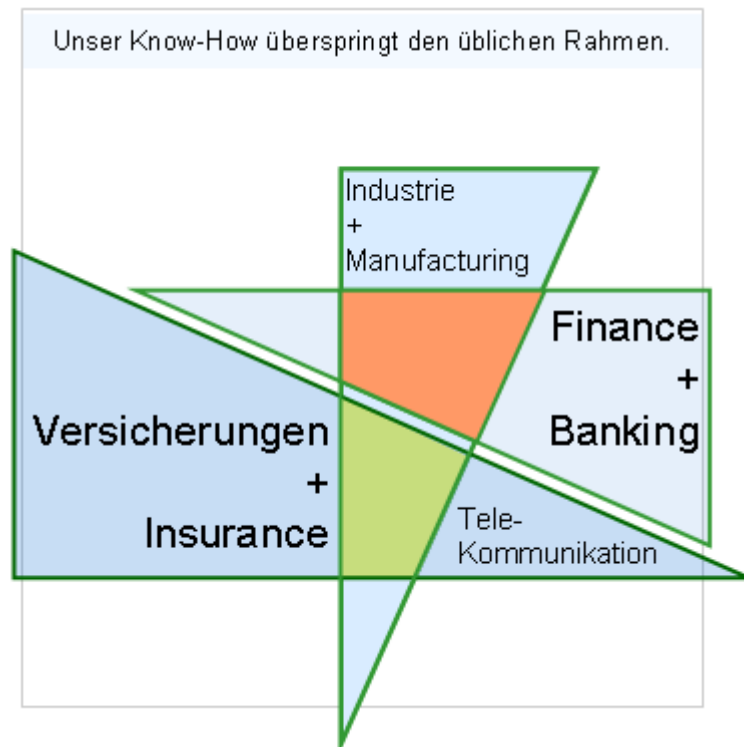 Unser Know-How überspringt den üblichen Rahmen.
Industrie
+
Manufacturing
Finance
+
Banking
Versicherungen
+
Insurance
Tele-
Kommunikation